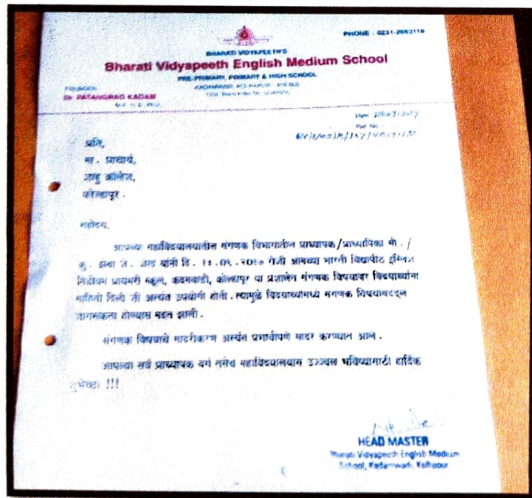 PHONE : 0231-2653119
BHARATI VIDYAPEETH'S
Bharati Vidyapeeth English Medium School
PRE-PRIMARY, PRIMARY & HIGH SCHOOL
KADAMWADI, KOLHAPUR -
FOUNDER
Dr. PATANGRAO KADAM
प्रति,
मा. प्राचार्य,
शाहू कॉलेज,
कोल्हापूर.
महोदय,
आपल्या महाविद्यालयातील संगणक विभागातील प्राध्यापक/प्राध्यापिका सौ. /
कु. यांनी दि. रोजी आमच्या भारती विद्यापीठ इंग्लिश
मिडीयम प्रायमरी स्कूल, कदमवाडी, कोल्हापूर या प्रशालेत संगणक विषयावर विद्यार्थ्यांना
माहिती दिली ती अत्यंत उपयोगी होती. त्यामुळे विद्यार्थ्यांमध्ये संगणक विषयाबद्दल
जागरूकता होण्यास मदत झाली.
संगणक विषयाचे सादरीकरण अत्यंत प्रभावीपणे सादर करण्यात आले.
आपल्या सर्व प्राध्यापक वर्ग तसेच महाविद्यालयास उज्ज्वल भविष्यासाठी हार्दिक
शुभेच्छा !!!
HEAD MASTER
Bharati Vidyapeeth English Medium
School, Kadamwadi, Kolhapur